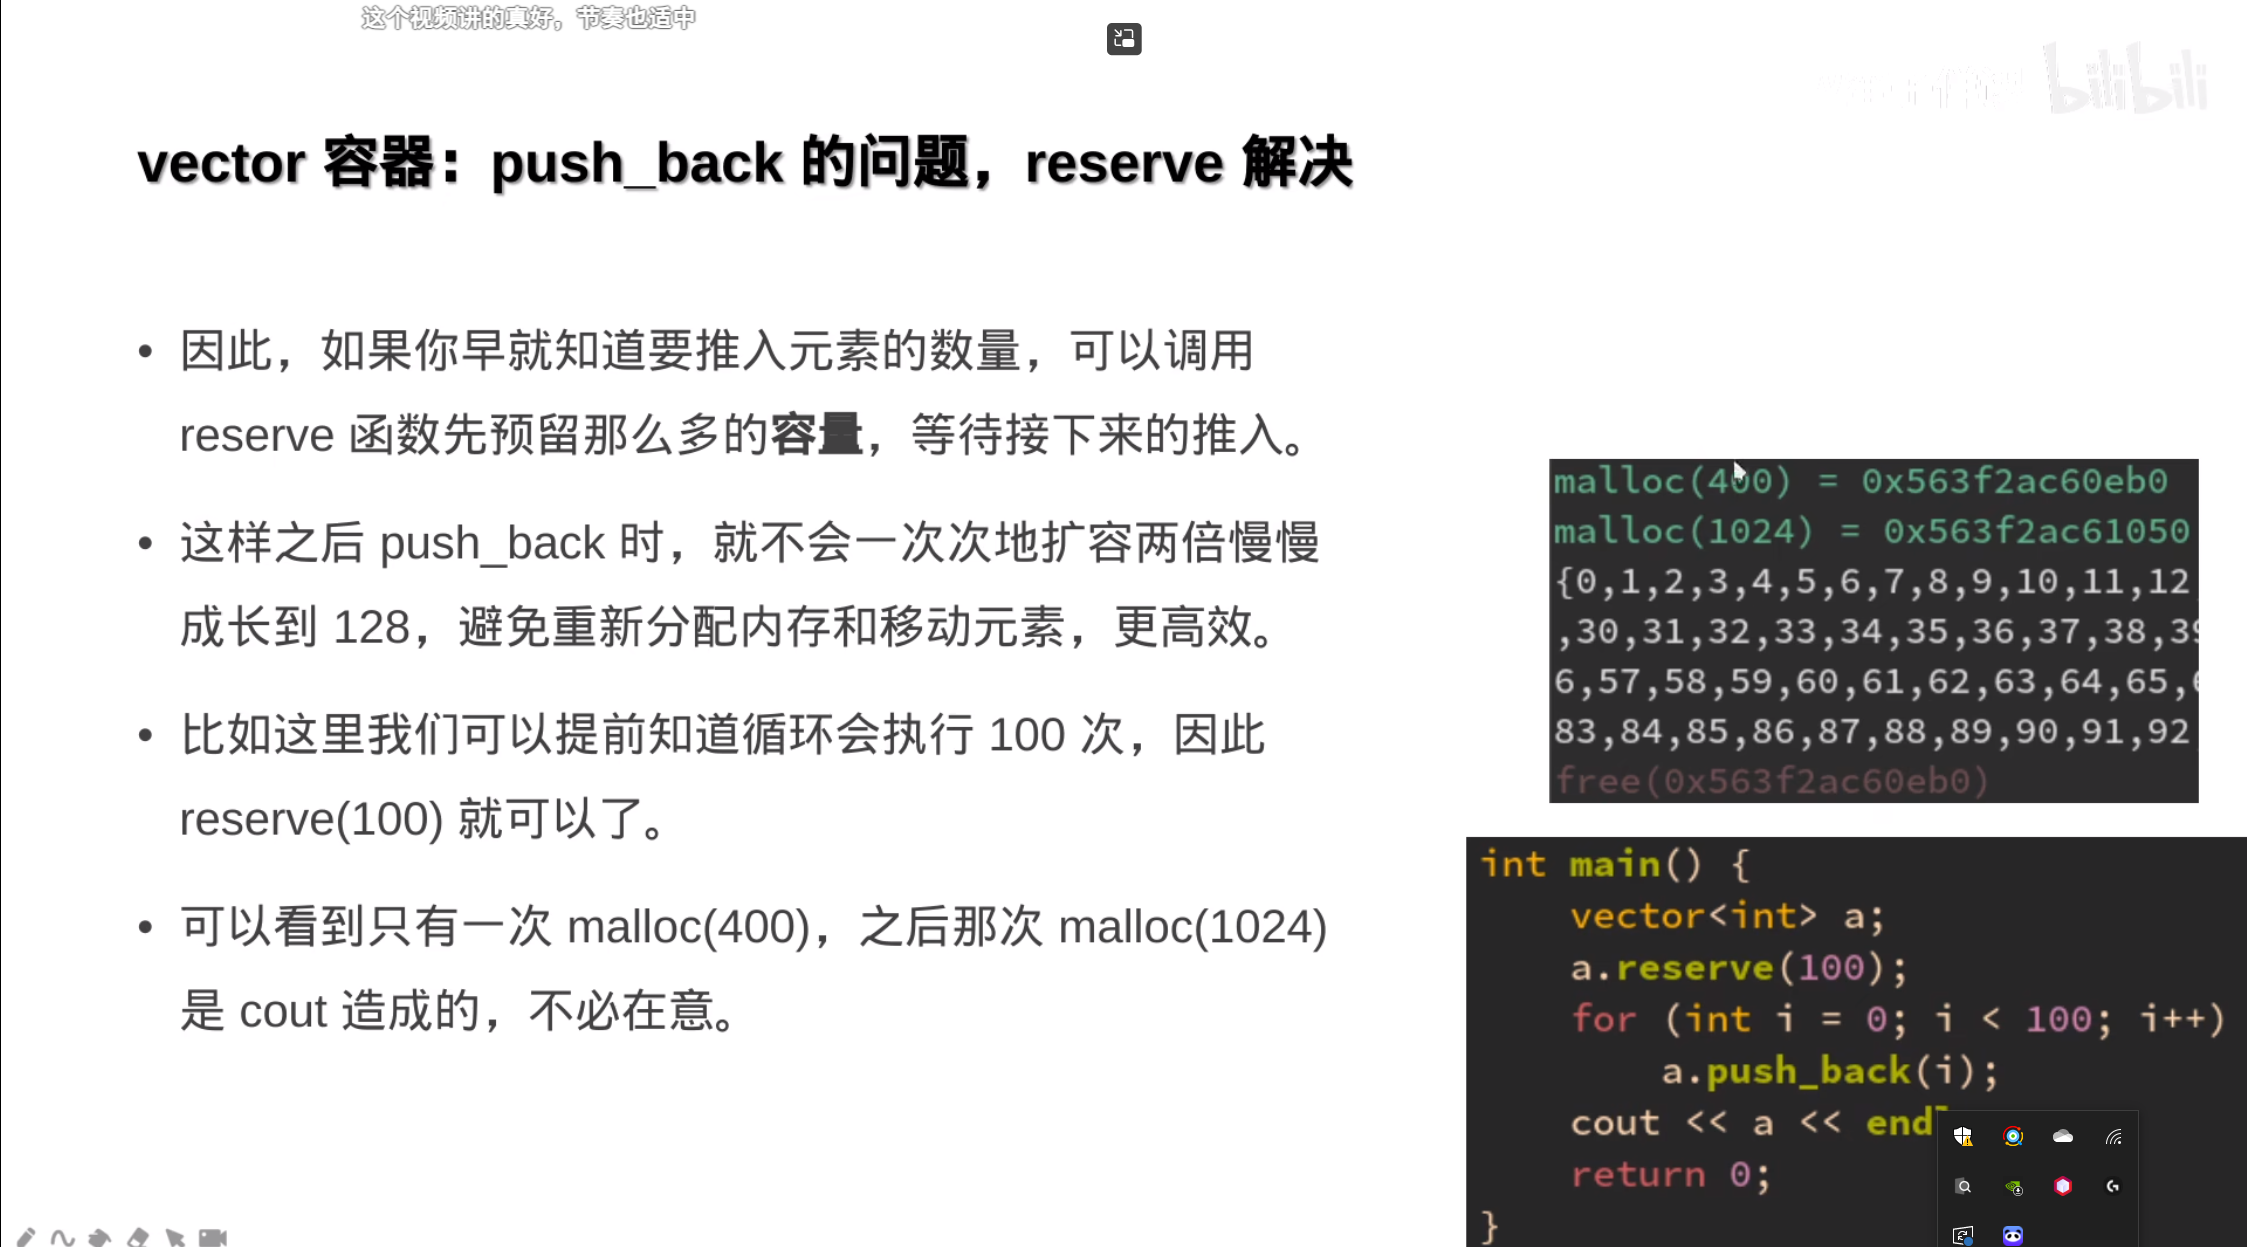 这个视频讲的真好，节奏也适中
bilibili
vector 容器：push_back 的问题，reserve 解决
• 因此，如果你早就知道要推入元素的数量，可以调用
reserve 函数先预留那么多的容量，等待接下来的推入。
• 这样之后 push_back 时，就不会一次次地扩容两倍慢慢
成长到 128，避免重新分配内存和移动元素，更高效。
• 比如这里我们可以提前知道循环会执行 100 次，因此
reserve(100) 就可以了。
• 可以看到只有一次 malloc(400)，之后那次 malloc(1024)
是 cout 造成的，不必在意。
malloc(400) = 0x563f2ac60eb0
malloc(1024) = 0x563f2ac61050
{0,1,2,3,4,5,6,7,8,9,10,11,12
,30,31,32,33,34,35,36,37,38,39
6,57,58,59,60,61,62,63,64,65,6
83,84,85,86,87,88,89,90,91,92
free(0x563f2ac60eb0)
int main() {
vector<int> a;
a.reserve(100);
for (int i = 0; i < 100; i++)
a.push_back(i);
cout << a << endl
return 0;
}